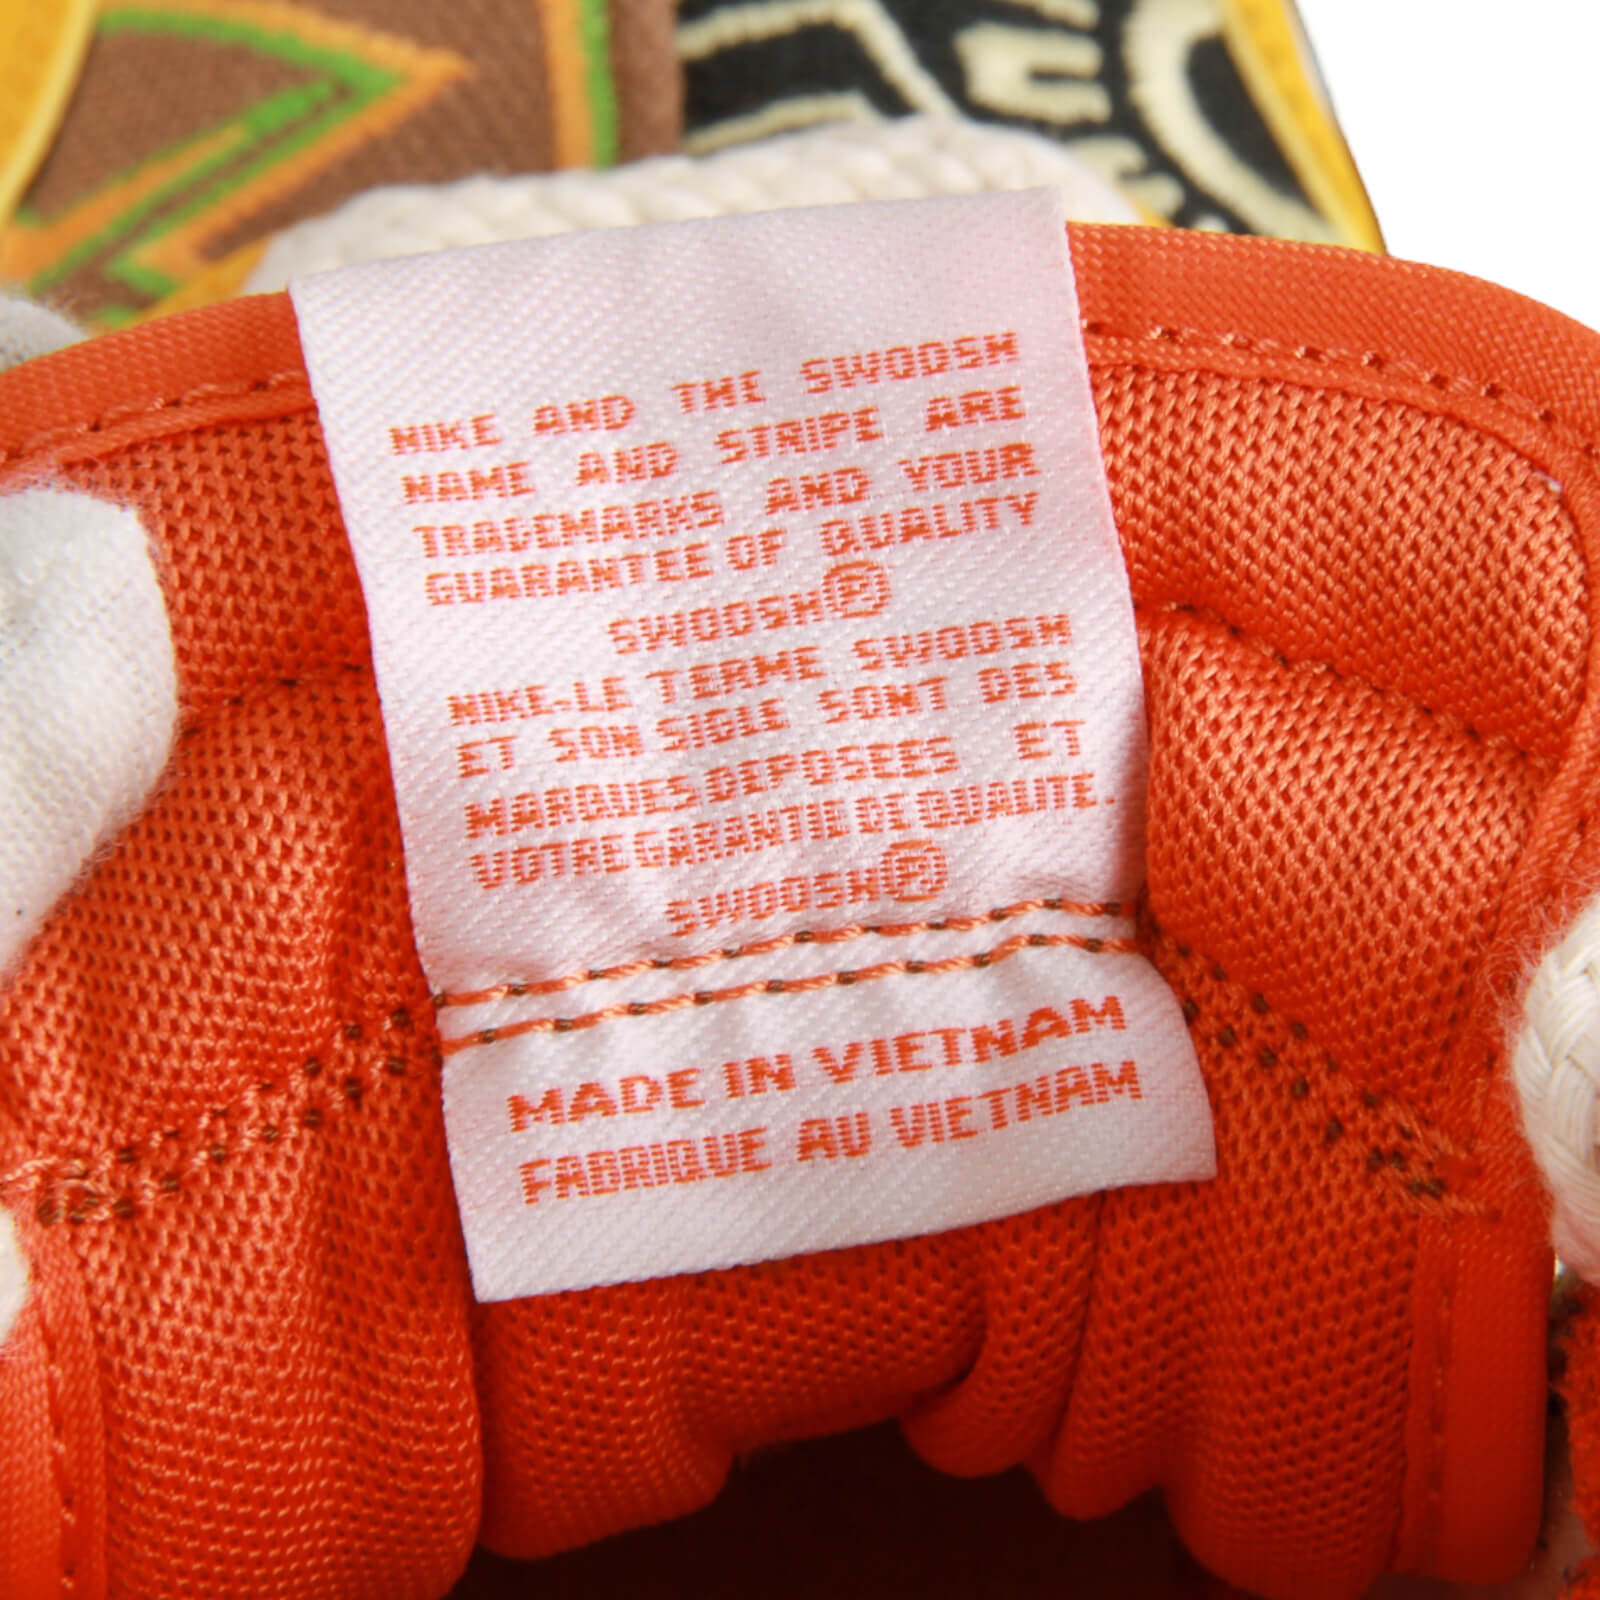 NIKE AND THE SWOOSH
NAME AND STRIPE ARE
TRADEMARKS AND YOUR
GUARANTEE OF QUALITY
SWOOSH®
NIKE-LE TERME SWOOSH
ET SON SIGLE SONT DES
MARQUES DEPOSEES ET
VOTRE GARANTIE DE QUALITE.
SWOOSH®
MADE IN VIETNAM
FABRIQUE AU VIETNAM